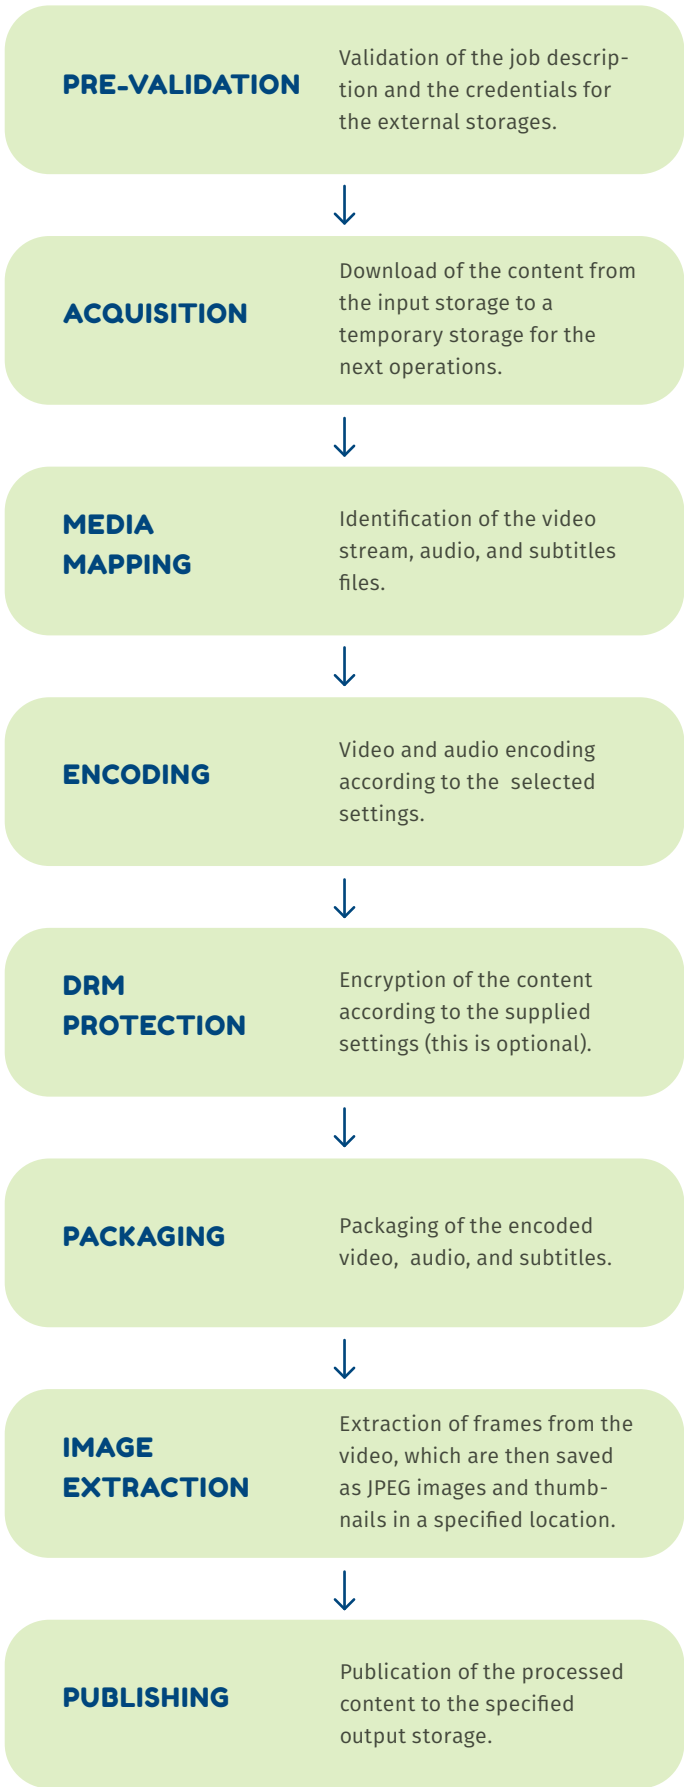 PRE-VALIDATION
Validation of the job descrip-
tion and the credentials for
the external storages.
ACQUISITION
Download of the content from
the input storage to a
temporary storage for the
next operations.
MEDIA
MAPPING
Identification of the video
stream, audio, and subtitles
files.
ENCODING
Video and audio encoding
according to the  selected
settings.
DRM
PROTECTION
Encryption of the content
according to the supplied
settings (this is optional).
PACKAGING
Packaging of the encoded
video,  audio, and subtitles.
IMAGE
EXTRACTION
Extraction of frames from the
video, which are then saved
as JPEG images and thumb-
nails in a specified location.
PUBLISHING
Publication of the processed
content to the specified
output storage.